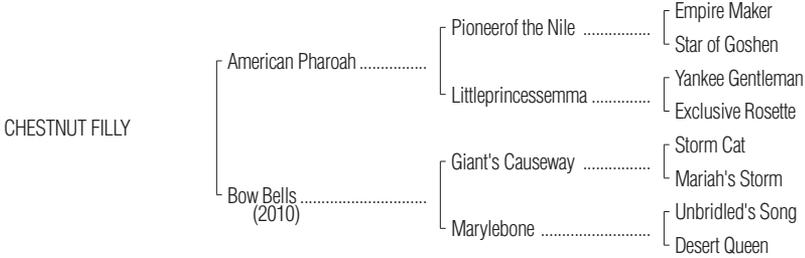 Empire Maker
Pioneerof the Nile ................
Star of Goshen
American Pharoah ................
Yankee Gentleman
Littleprincessemma ..............
Exclusive Rosette
CHESTNUT FILLY
Storm Cat
Giant's Causeway ................
Mariah's Storm
Bow Bells ..............................
(2010)
Unbridled's Song
Marylebone ..........................
Desert Queen